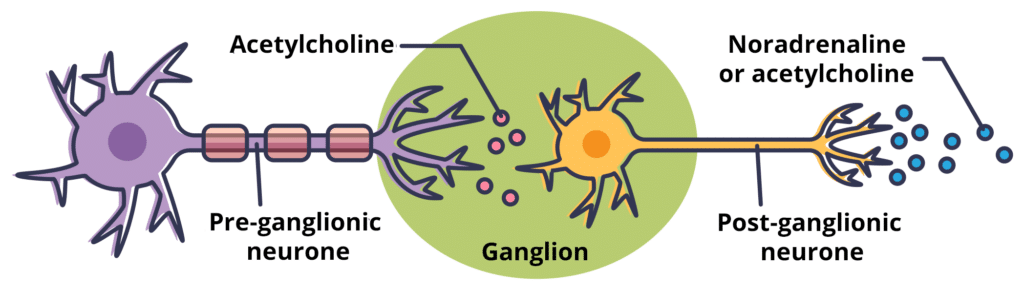 Acetylcholine
Noradrenaline
or acetylcholine
Pre-ganglionic
neurone
Ganglion
Post-ganglionic
neurone